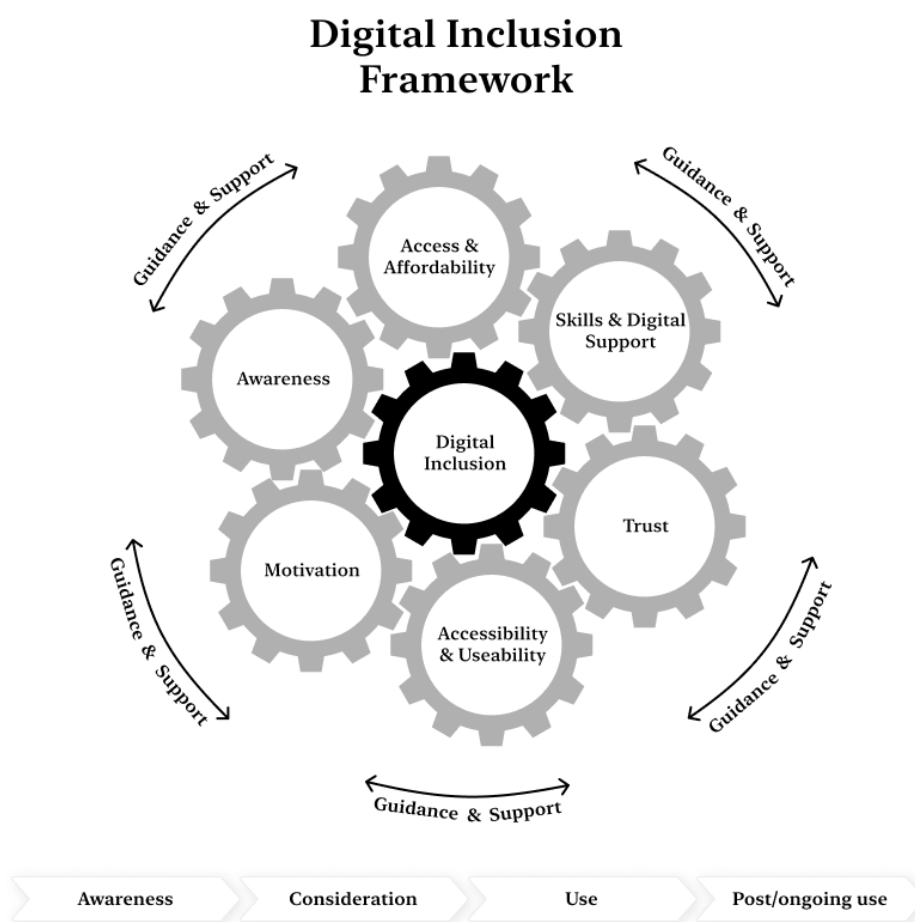 Digital Inclusion
Framework
Guidance & Support
Guidance & Support
Access &
Affordability
Skills & Digital
Support
Awareness
Digital
Inclusion
Trust
Motivation
Accessibility
& Useability
Guidance & Support
Guidance & Support
Guidance & Support
Awareness
Consideration
Use
Post/ongoing use